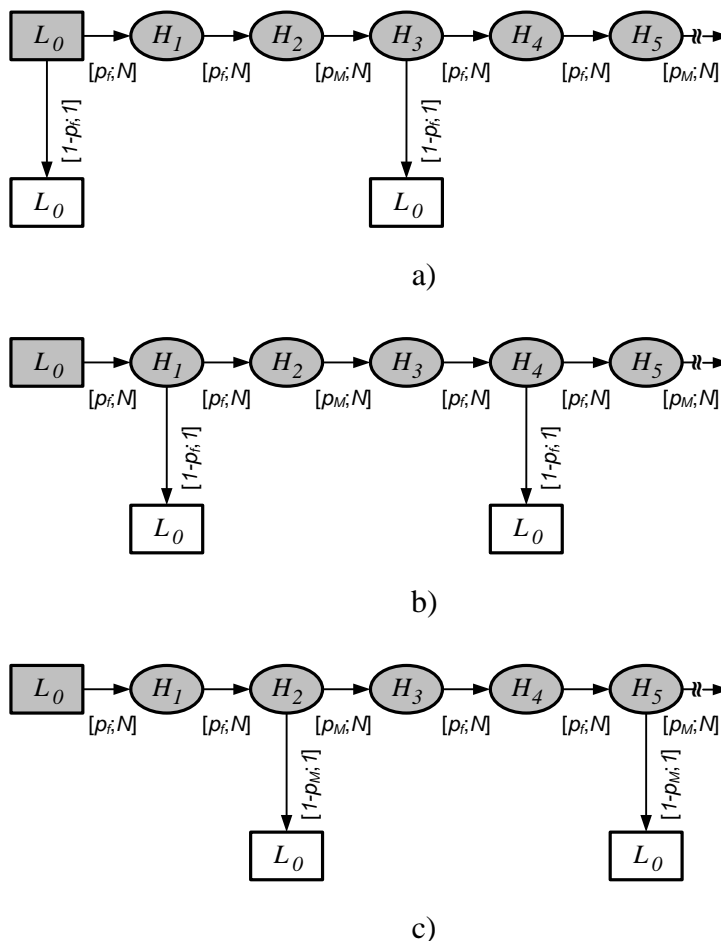 L0 H1 H2 H3 H4 H5
[pf;N] [pf;N] [pM;N] [pf;N] [pf;N] [pM;N]
[1-pf;1] [1-pf;1]
L0 L0
a)
L0 H1 H2 H3 H4 H5
[pf;N] [pf;N] [pM;N] [pf;N] [pf;N] [pM;N]
[1-pf;1] [1-pf;1]
L0 L0
b)
L0 H1 H2 H3 H4 H5
[pf;N] [pf;N] [pM;N] [pf;N] [pf;N] [pM;N]
[1-pM;1] [1-pM;1]
L0 L0
c)